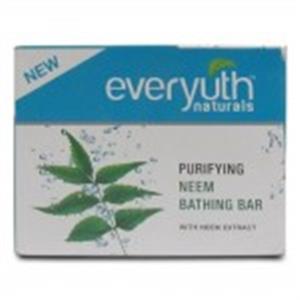 NEW
everyuth
naturals
PURIFYING
NEEM
BATHING BAR
WITH NEEM EXTRACT